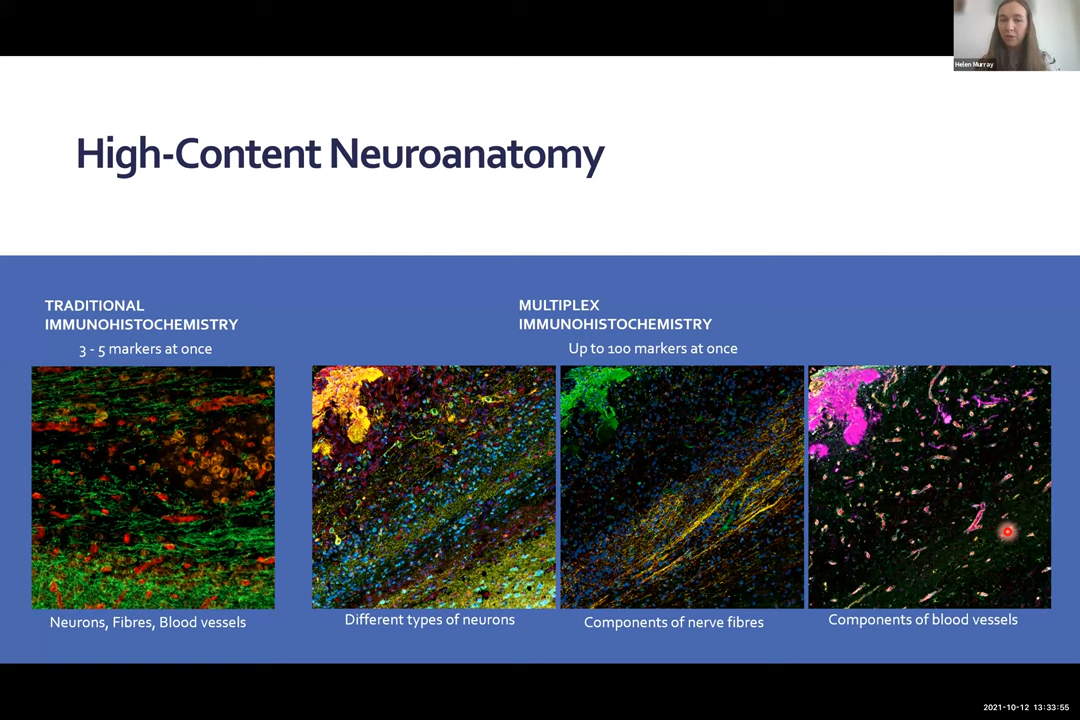 Helen Murray
High-Content Neuroanatomy
TRADITIONAL
IMMUNOHISTOCHEMISTRY
3 - 5 markers at once
MULTIPLEX
IMMUNOHISTOCHEMISTRY
Up to 100 markers at once
Neurons, Fibres, Blood vessels
Different types of neurons
Components of nerve fibres
Components of blood vessels
2021-10-12 13:33:55